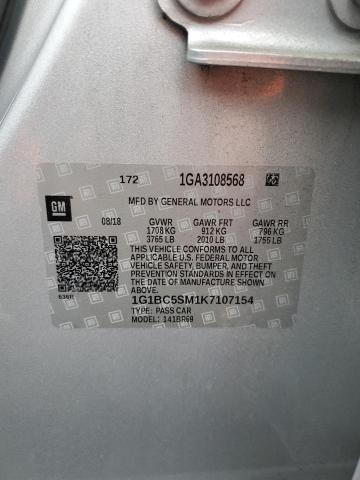 172 1GA3108568
GM
MFD BY GENERAL MOTORS LLC
08/18 GVWR GAWR FRT GAWR RR
1708 KG 912 KG 796 KG
3765 LB 2010 LB 1755 LB
THIS VEHICLE CONFORMS TO ALL
APPLICABLE U.S. FEDERAL MOTOR
VEHICLE SAFETY, BUMPER, AND THEFT
PREVENTION STANDARDS IN EFFECT
ON THE DATE OF MANUFACTURE SHOWN
ABOVE.
1G1BC5SM1K7107154
TYPE: PASS CAR
MODEL: 141BR69